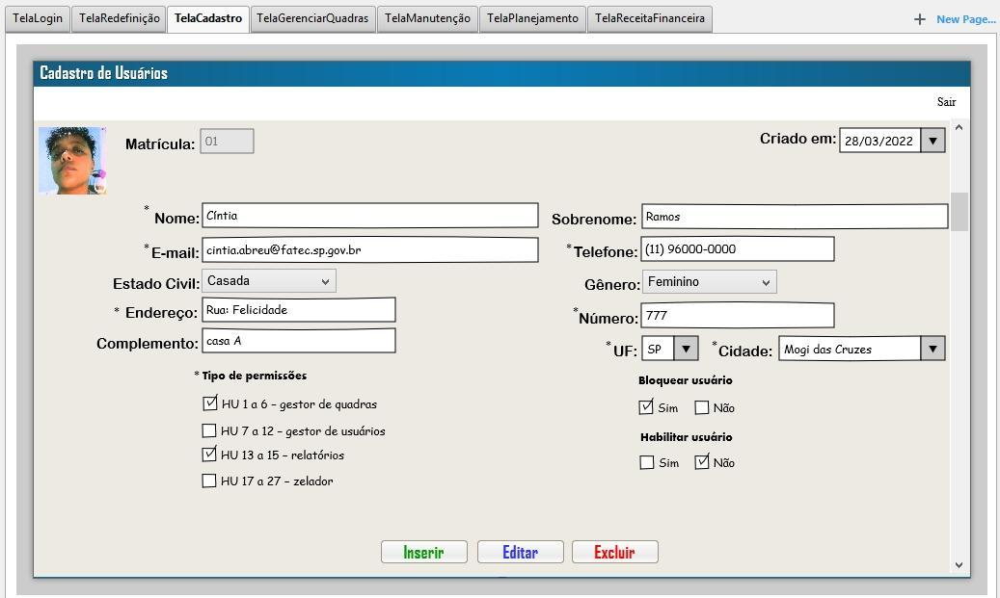 TelaLogin TelaRedefinição TelaCadastro TelaGerenciarQuadras TelaManutenção TelaPlanejamento TelaReceitaFinanceira New Page...
Cadastro de Usuários
Sair
Matrícula: 01 Criado em: 28/03/2022
* Nome: Cíntia Sobrenome: Ramos
* E-mail: cintia.abreu@fatec.sp.gov.br * Telefone: (11) 96000-0000
Estado Civil: Casada Gênero: Feminino
* Endereço: Rua: Felicidade * Número: 777
Complemento: casa A * UF: SP * Cidade: Mogi das Cruzes
* Tipo de permissões Bloquear usuário
HU 1 a 6 – gestor de quadras Sim Não
HU 7 a 12 – gestor de usuários Habilitar usuário
HU 13 a 15 – relatórios Sim Não
HU 17 a 27 – zelador
Inserir Editar Excluir